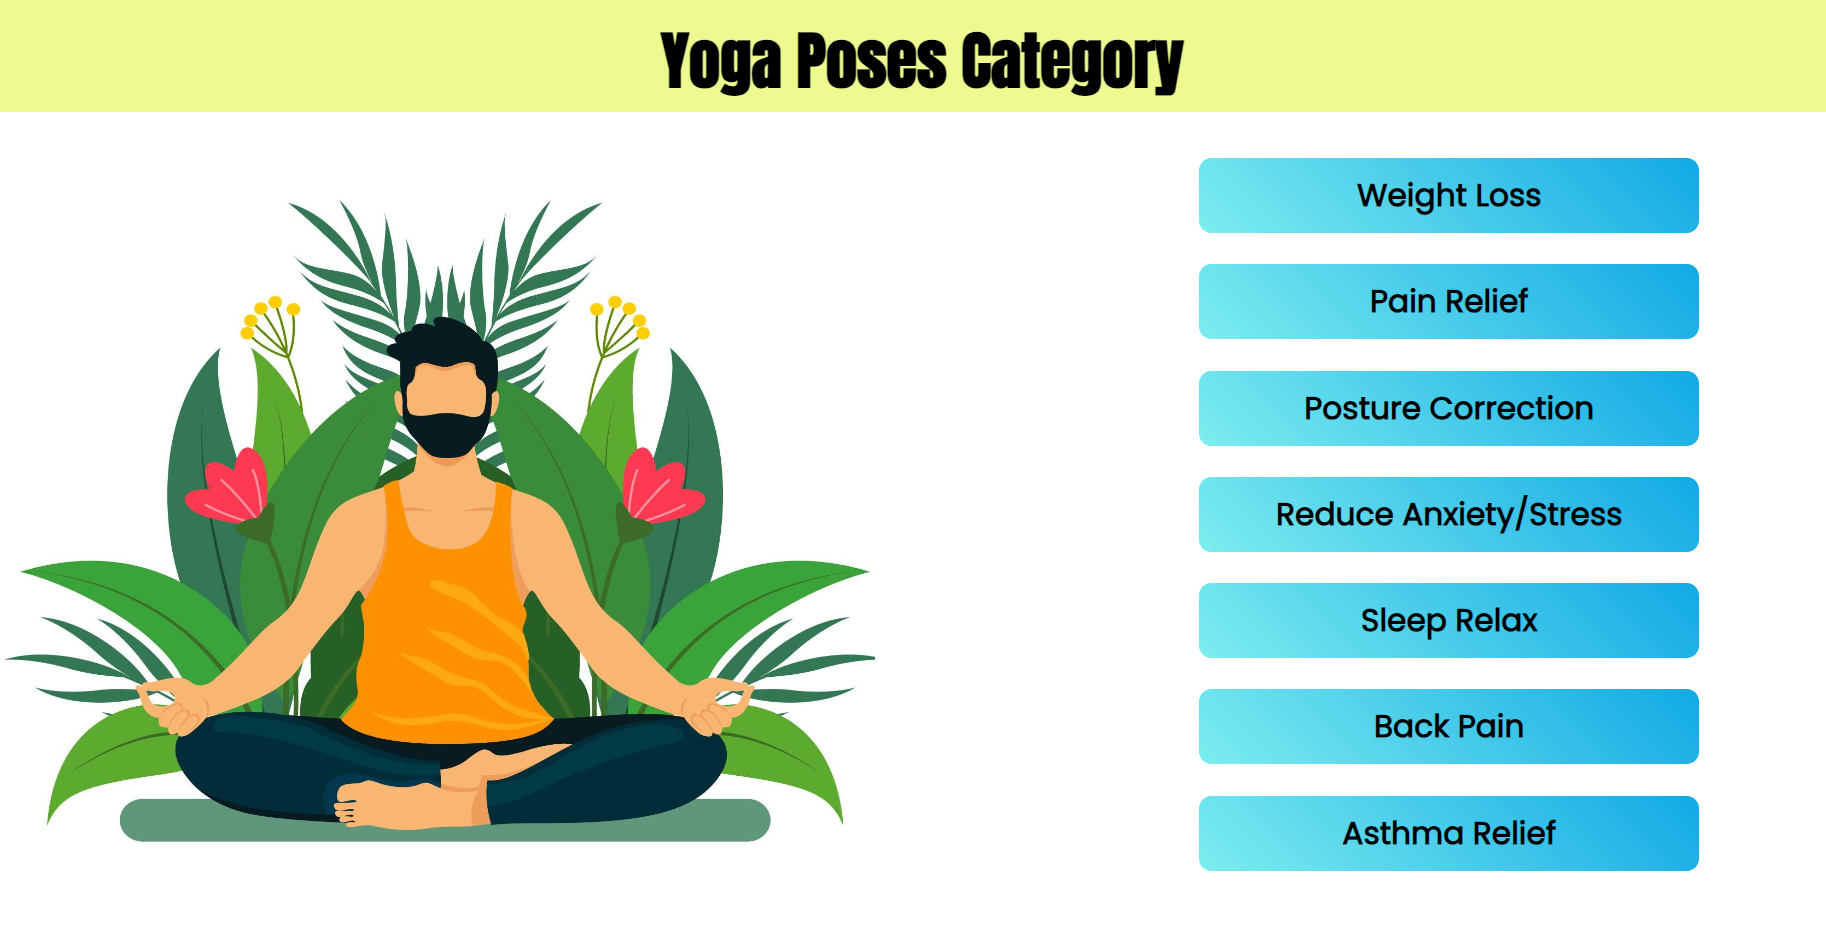 Yoga Poses Category
Weight Loss
Pain Relief
Posture Correction
Reduce Anxiety/Stress
Sleep Relax
Back Pain
Asthma Relief